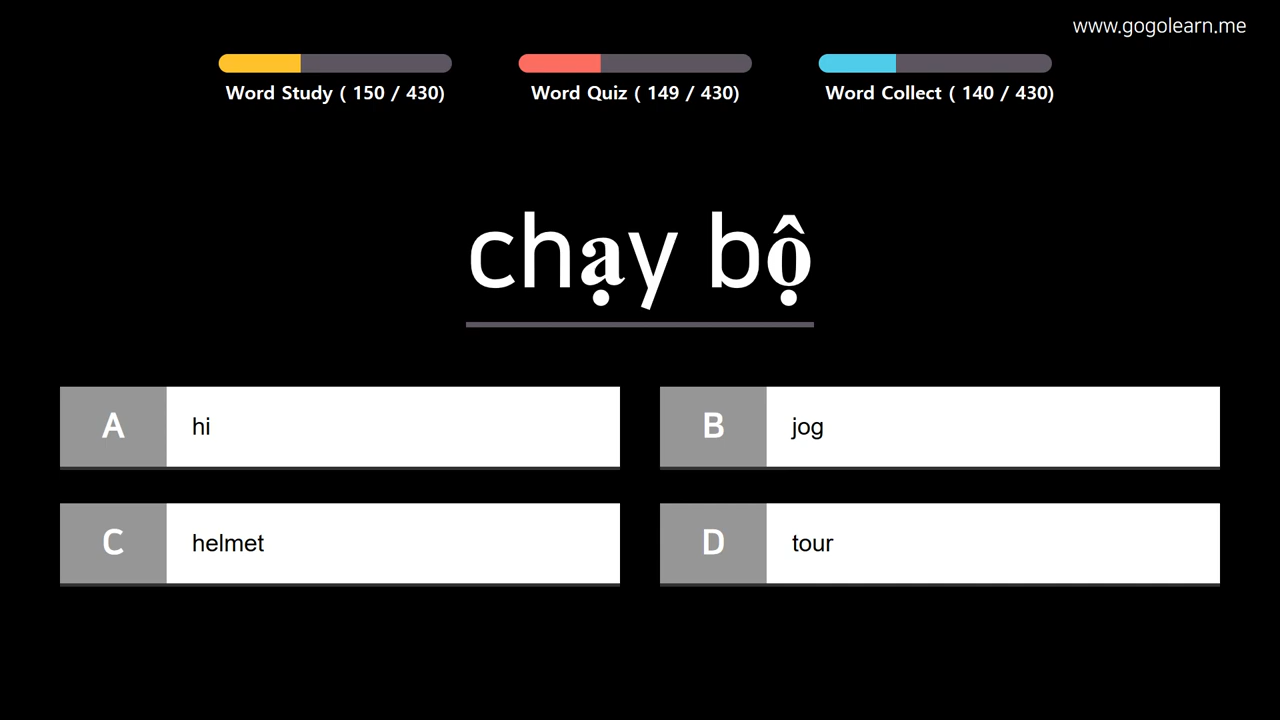 www.gogolearn.me
Word Study ( 150 / 430)
Word Quiz ( 149 / 430)
Word Collect ( 140 / 430)
chạy bộ
A hi
B jog
C helmet
D tour